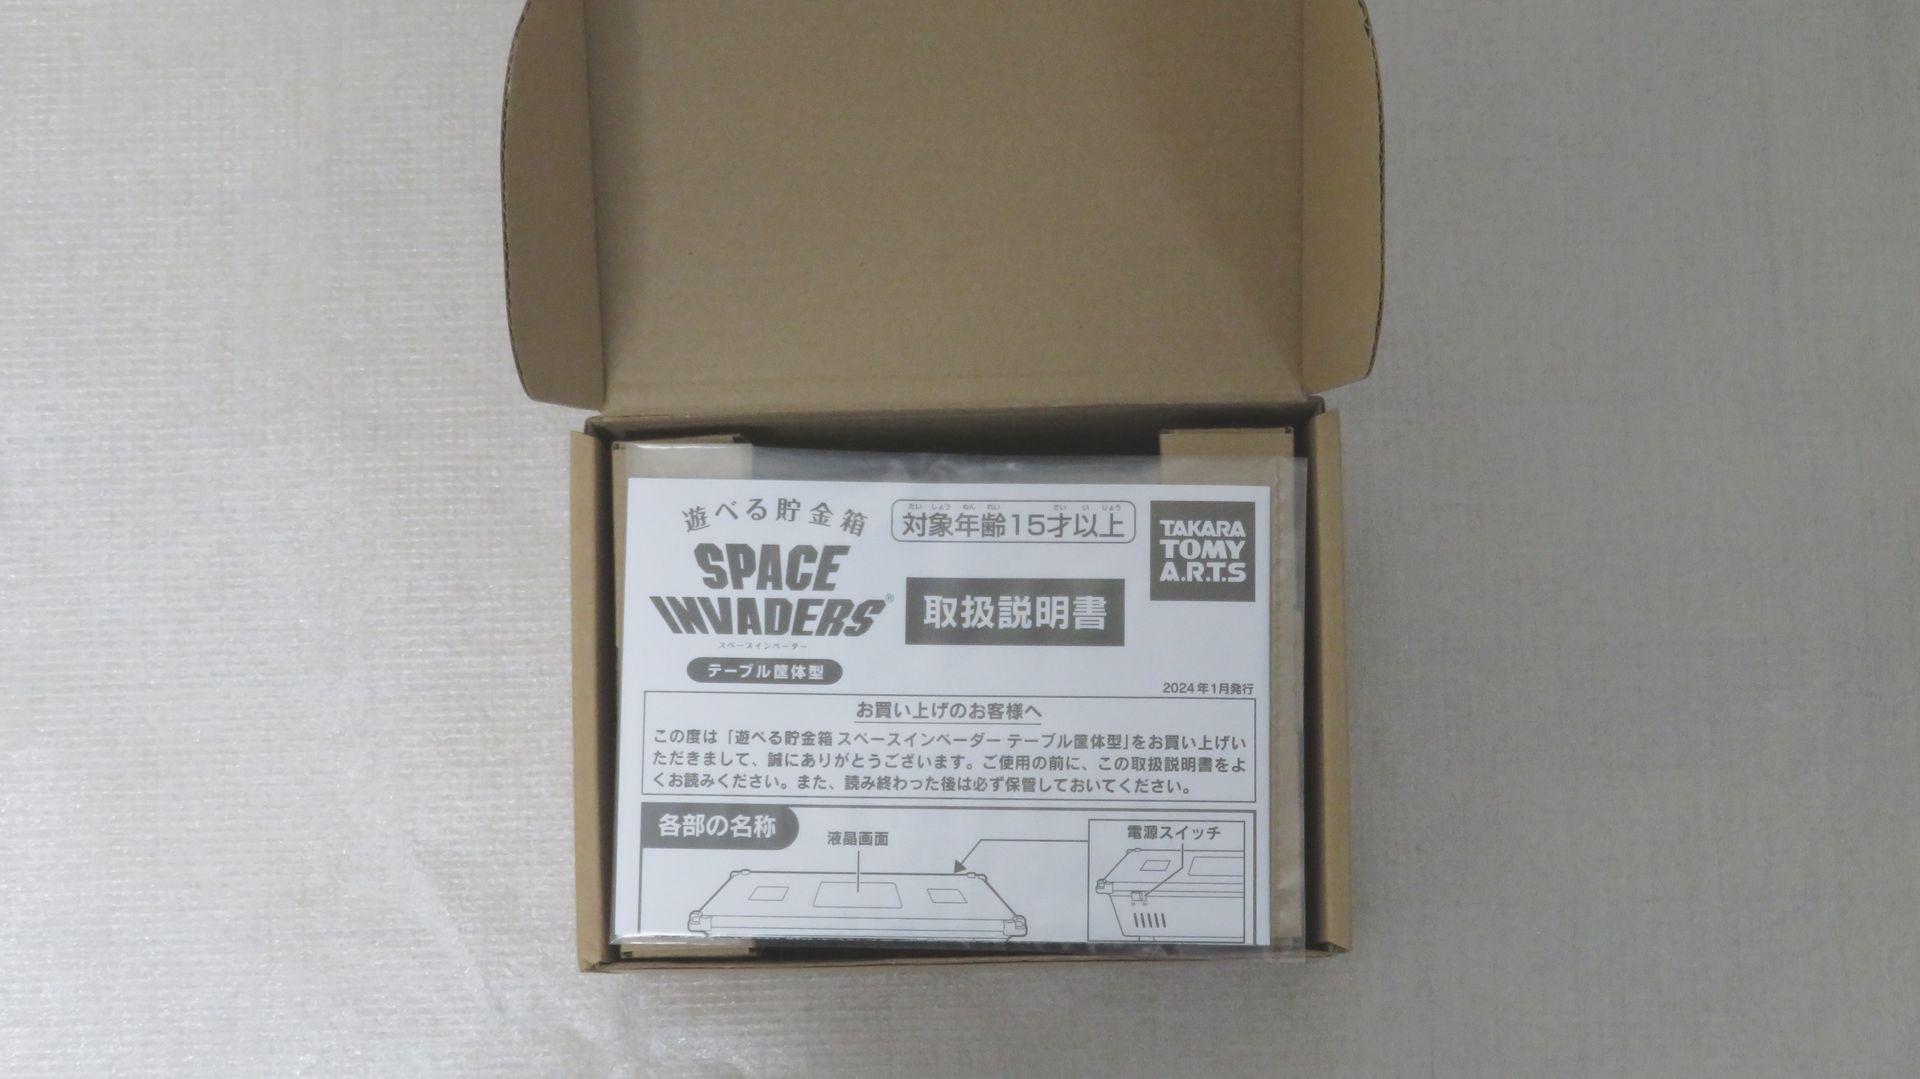 遊べる貯金箱
対象年齢15才以上
たいしょうねんれい さい いじょう
TAKARA
TOMY
A.R.T.S
SPACE
INVADERS®
スペースインベーダー
テーブル筐体型
取扱説明書
2024年1月発行
お買い上げのお客様へ
この度は「遊べる貯金箱 スペースインベーダー テーブル筐体型」をお買い上げい
ただきまして、誠にありがとうございます。ご使用の前に、この取扱説明書をよ
くお読みください。また、読み終わった後は必ず保管しておいてください。
各部の名称
液晶画面
電源スイッチ